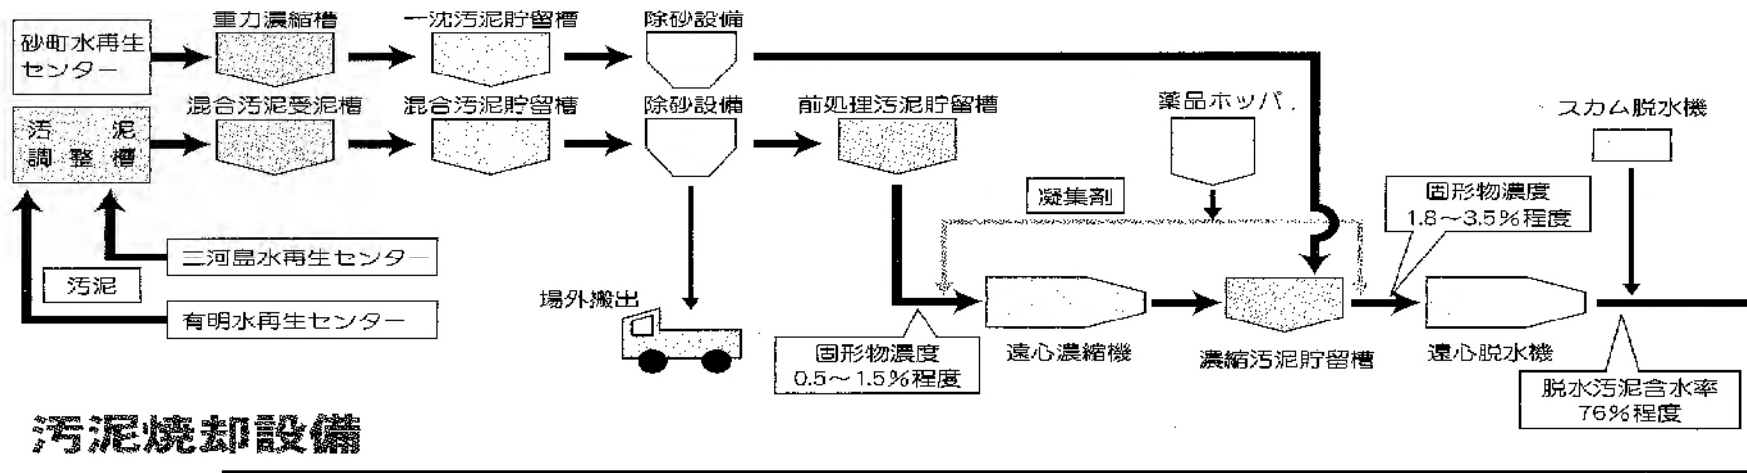 重力濃縮槽
一沈汚泥貯留槽
除砂設備
砂町水再生
センター
混合汚泥受泥槽
混合汚泥貯留槽
除砂設備
前処理汚泥貯留槽
薬品ホッパ
スカム脱水機
汚泥
調整槽
凝集剤
固形物濃度
1.8～3.5%程度
三河島水再生センター
汚泥
有明水再生センター
場外搬出
固形物濃度
0.5～1.5%程度
遠心濃縮機
濃縮汚泥貯留槽
遠心脱水機
脱水汚泥含水率
76%程度
汚泥焼却設備